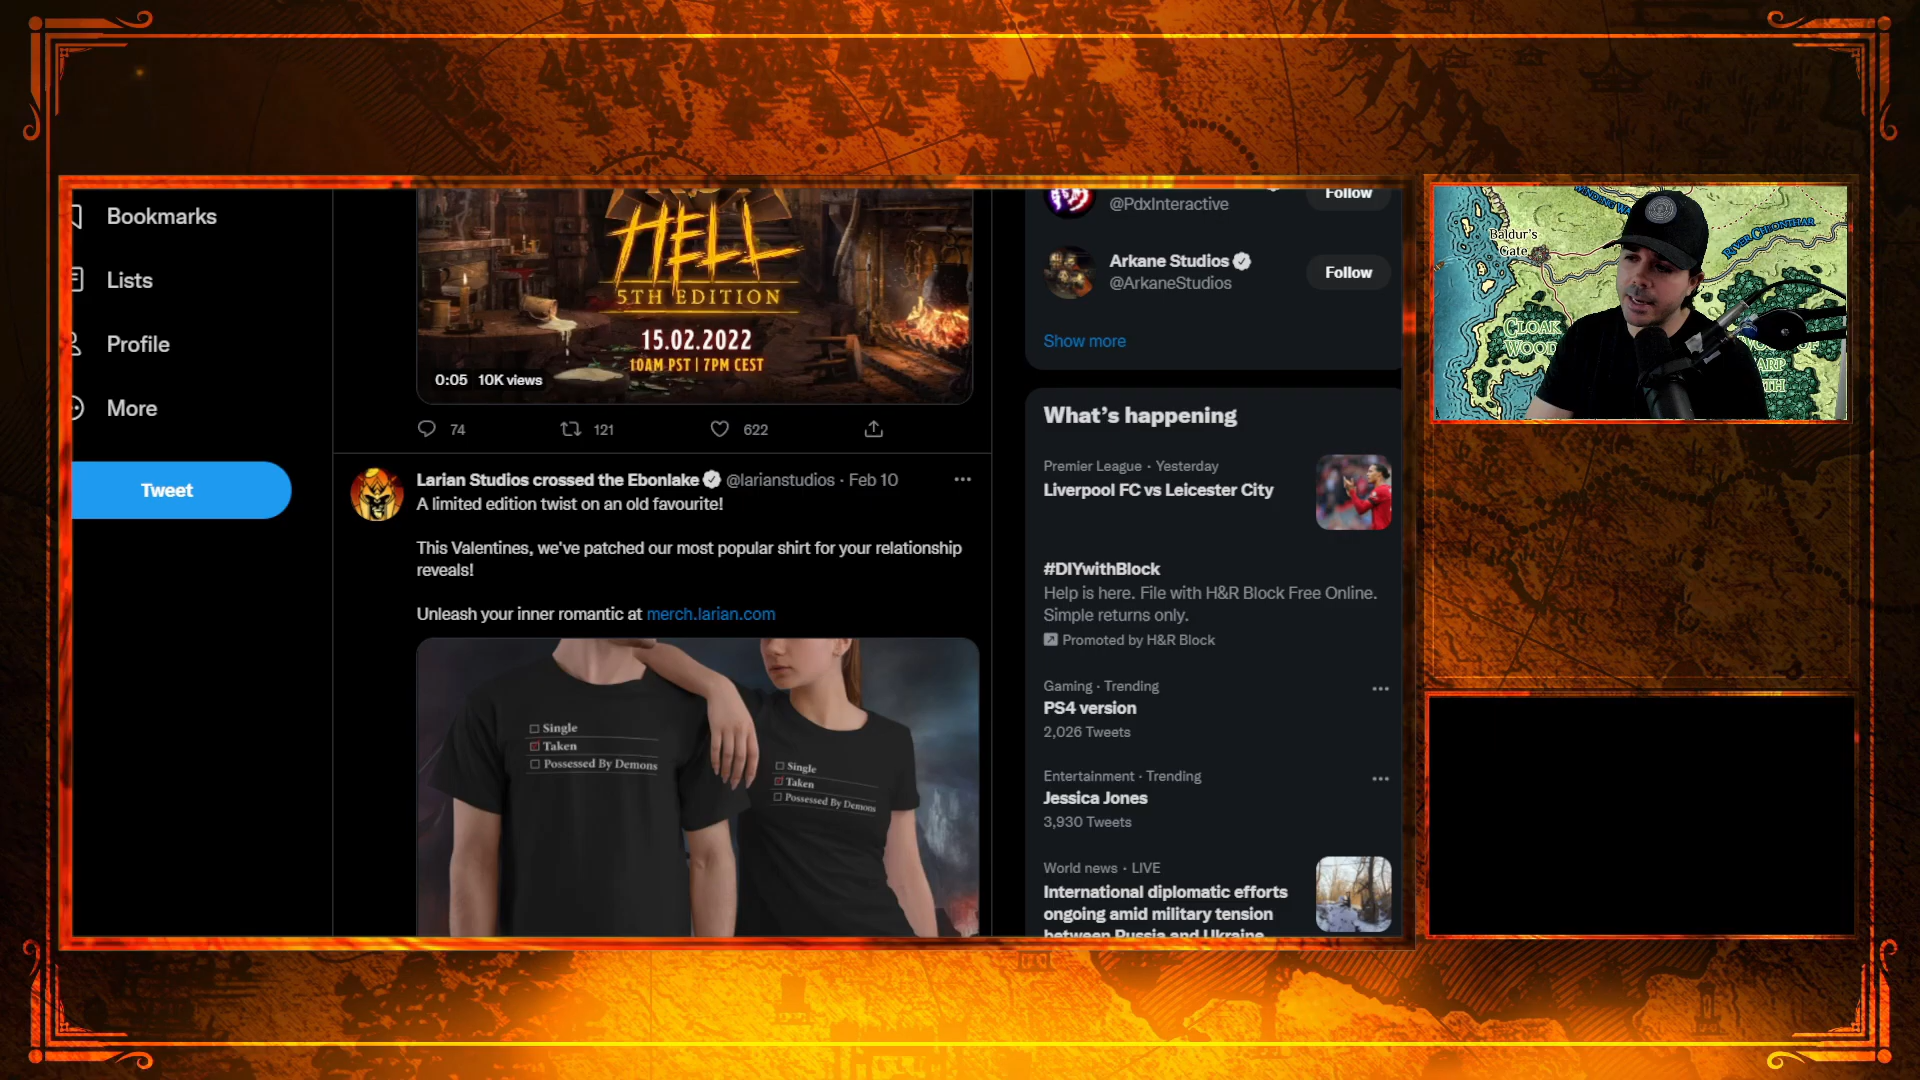 Bookmarks
Lists
Profile
More
Tweet
HELL
5TH EDITION
15.02.2022
10AM PST | 7PM CEST
0:05 10K views
74 121 622
Larian Studios crossed the Ebonlake @larianstudios · Feb 10
A limited edition twist on an old favourite!
This Valentines, we've patched our most popular shirt for your relationship
reveals!
Unleash your inner romantic at merch.larian.com
Single
Taken
Possessed By Demons
Single
Taken
Possessed By Demons
@PdxInteractive
Follow
Arkane Studios
@ArkaneStudios
Follow
Show more
What's happening
Premier League · Yesterday
Liverpool FC vs Leicester City
#DIYwithBlock
Help is here. File with H&R Block Free Online.
Simple returns only.
Promoted by H&R Block
Gaming · Trending
PS4 version
2,026 Tweets
Entertainment · Trending
Jessica Jones
3,930 Tweets
World news · LIVE
International diplomatic efforts
ongoing amid military tension
between Russia and Ukraine
Baldur's
Gate
River Chionthar
Cloak
Wood